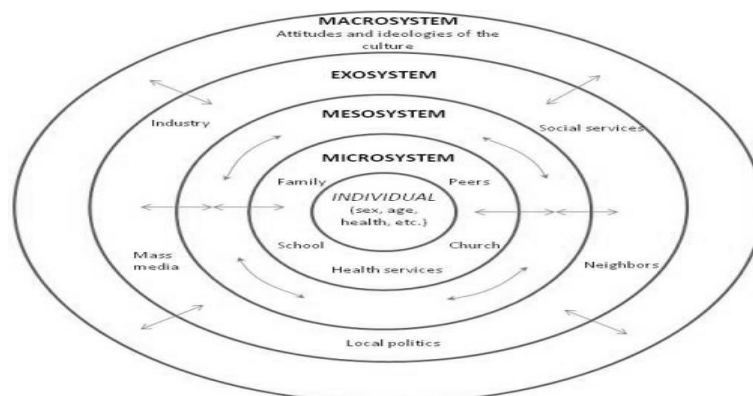 MACROSYSTEM
Attitudes and ideologies of the
culture
EXOSYSTEM
MESOSYSTEM
Industry
Social services
MICROSYSTEM
Family
Peers
INDIVIDUAL
{sex, age,
health, etc.}
School
Church
Mass
media
Health services
Neighbors
Local politics